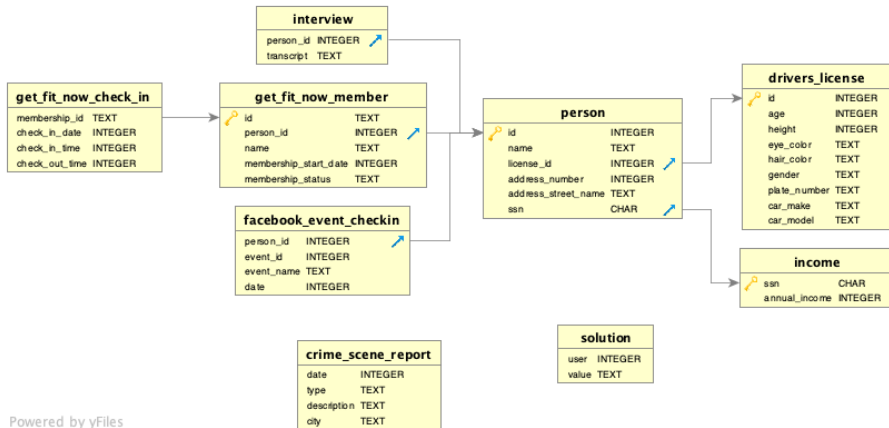 interview
person_id INTEGER
transcript TEXT
get_fit_now_check_in
membership_id TEXT
check_in_date INTEGER
check_in_time INTEGER
check_out_time INTEGER
get_fit_now_member
id TEXT
person_id INTEGER
name TEXT
membership_start_date INTEGER
membership_status TEXT
facebook_event_checkin
person_id INTEGER
event_id INTEGER
event_name TEXT
date INTEGER
person
id INTEGER
name TEXT
license_id INTEGER
address_number INTEGER
address_street_name TEXT
ssn CHAR
drivers_license
id INTEGER
age INTEGER
height INTEGER
eye_color TEXT
hair_color TEXT
gender TEXT
plate_number TEXT
car_make TEXT
car_model TEXT
income
ssn CHAR
annual_income INTEGER
solution
user INTEGER
value TEXT
crime_scene_report
date INTEGER
type TEXT
description TEXT
city TEXT
Powered by yFiles